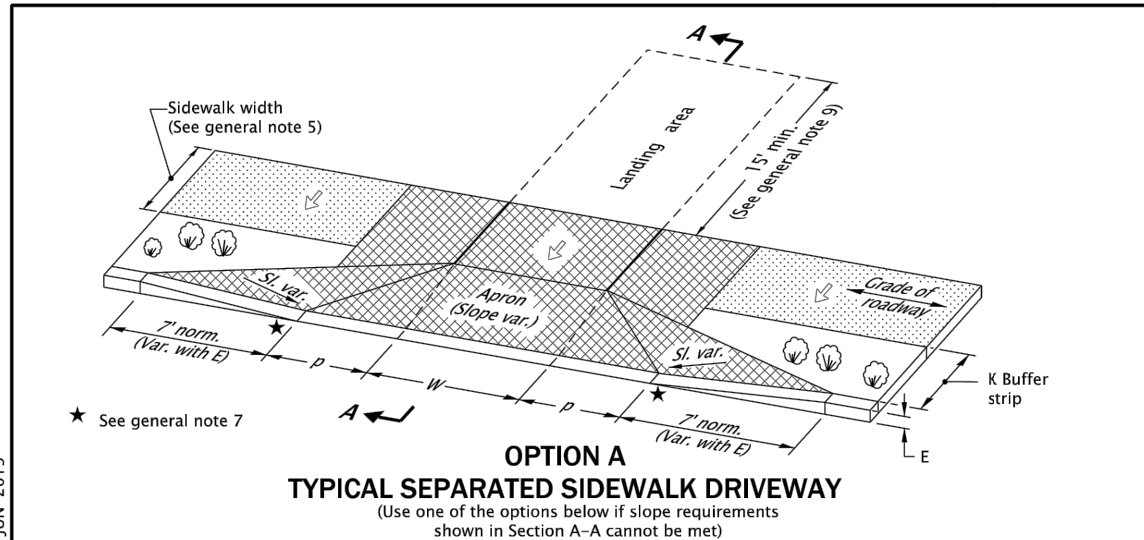 A
Sidewalk width
(See general note 5)
Landing area
15' min.
(See general note 9)
Sl. var.
Apron
(Slope var.)
Grade of
roadway
Sl. var.
7' norm.
(Var. with E)
p
W
p
7' norm.
(Var. with E)
K Buffer
strip
E
A
★ See general note 7
OPTION A
TYPICAL SEPARATED SIDEWALK DRIVEWAY
(Use one of the options below if slope requirements
shown in Section A-A cannot be met)